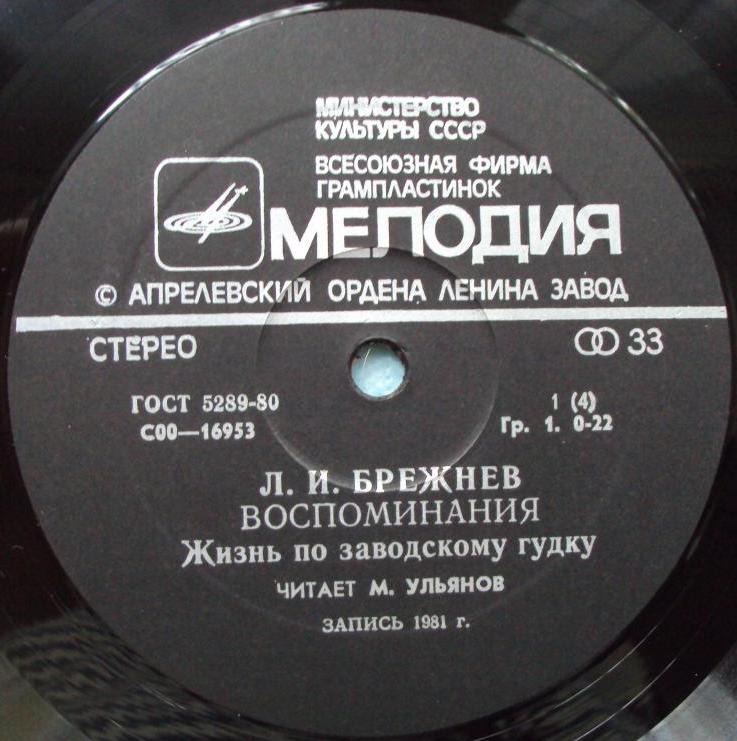 МИНИСТЕРСТВО
КУЛЬТУРЫ СССР
ВСЕСОЮЗНАЯ ФИРМА
ГРАМПЛАСТИНОК
МЕЛОДИЯ
© АПРЕЛЕВСКИЙ ОРДЕНА ЛЕНИНА ЗАВОД
СТЕРЕО 33
ГОСТ 5289-80 1 (4)
С00—16953 Гр. 1. 0-22
Л. И. БРЕЖНЕВ
ВОСПОМИНАНИЯ
Жизнь по заводскому гудку
ЧИТАЕТ М. УЛЬЯНОВ
ЗАПИСЬ 1981 г.